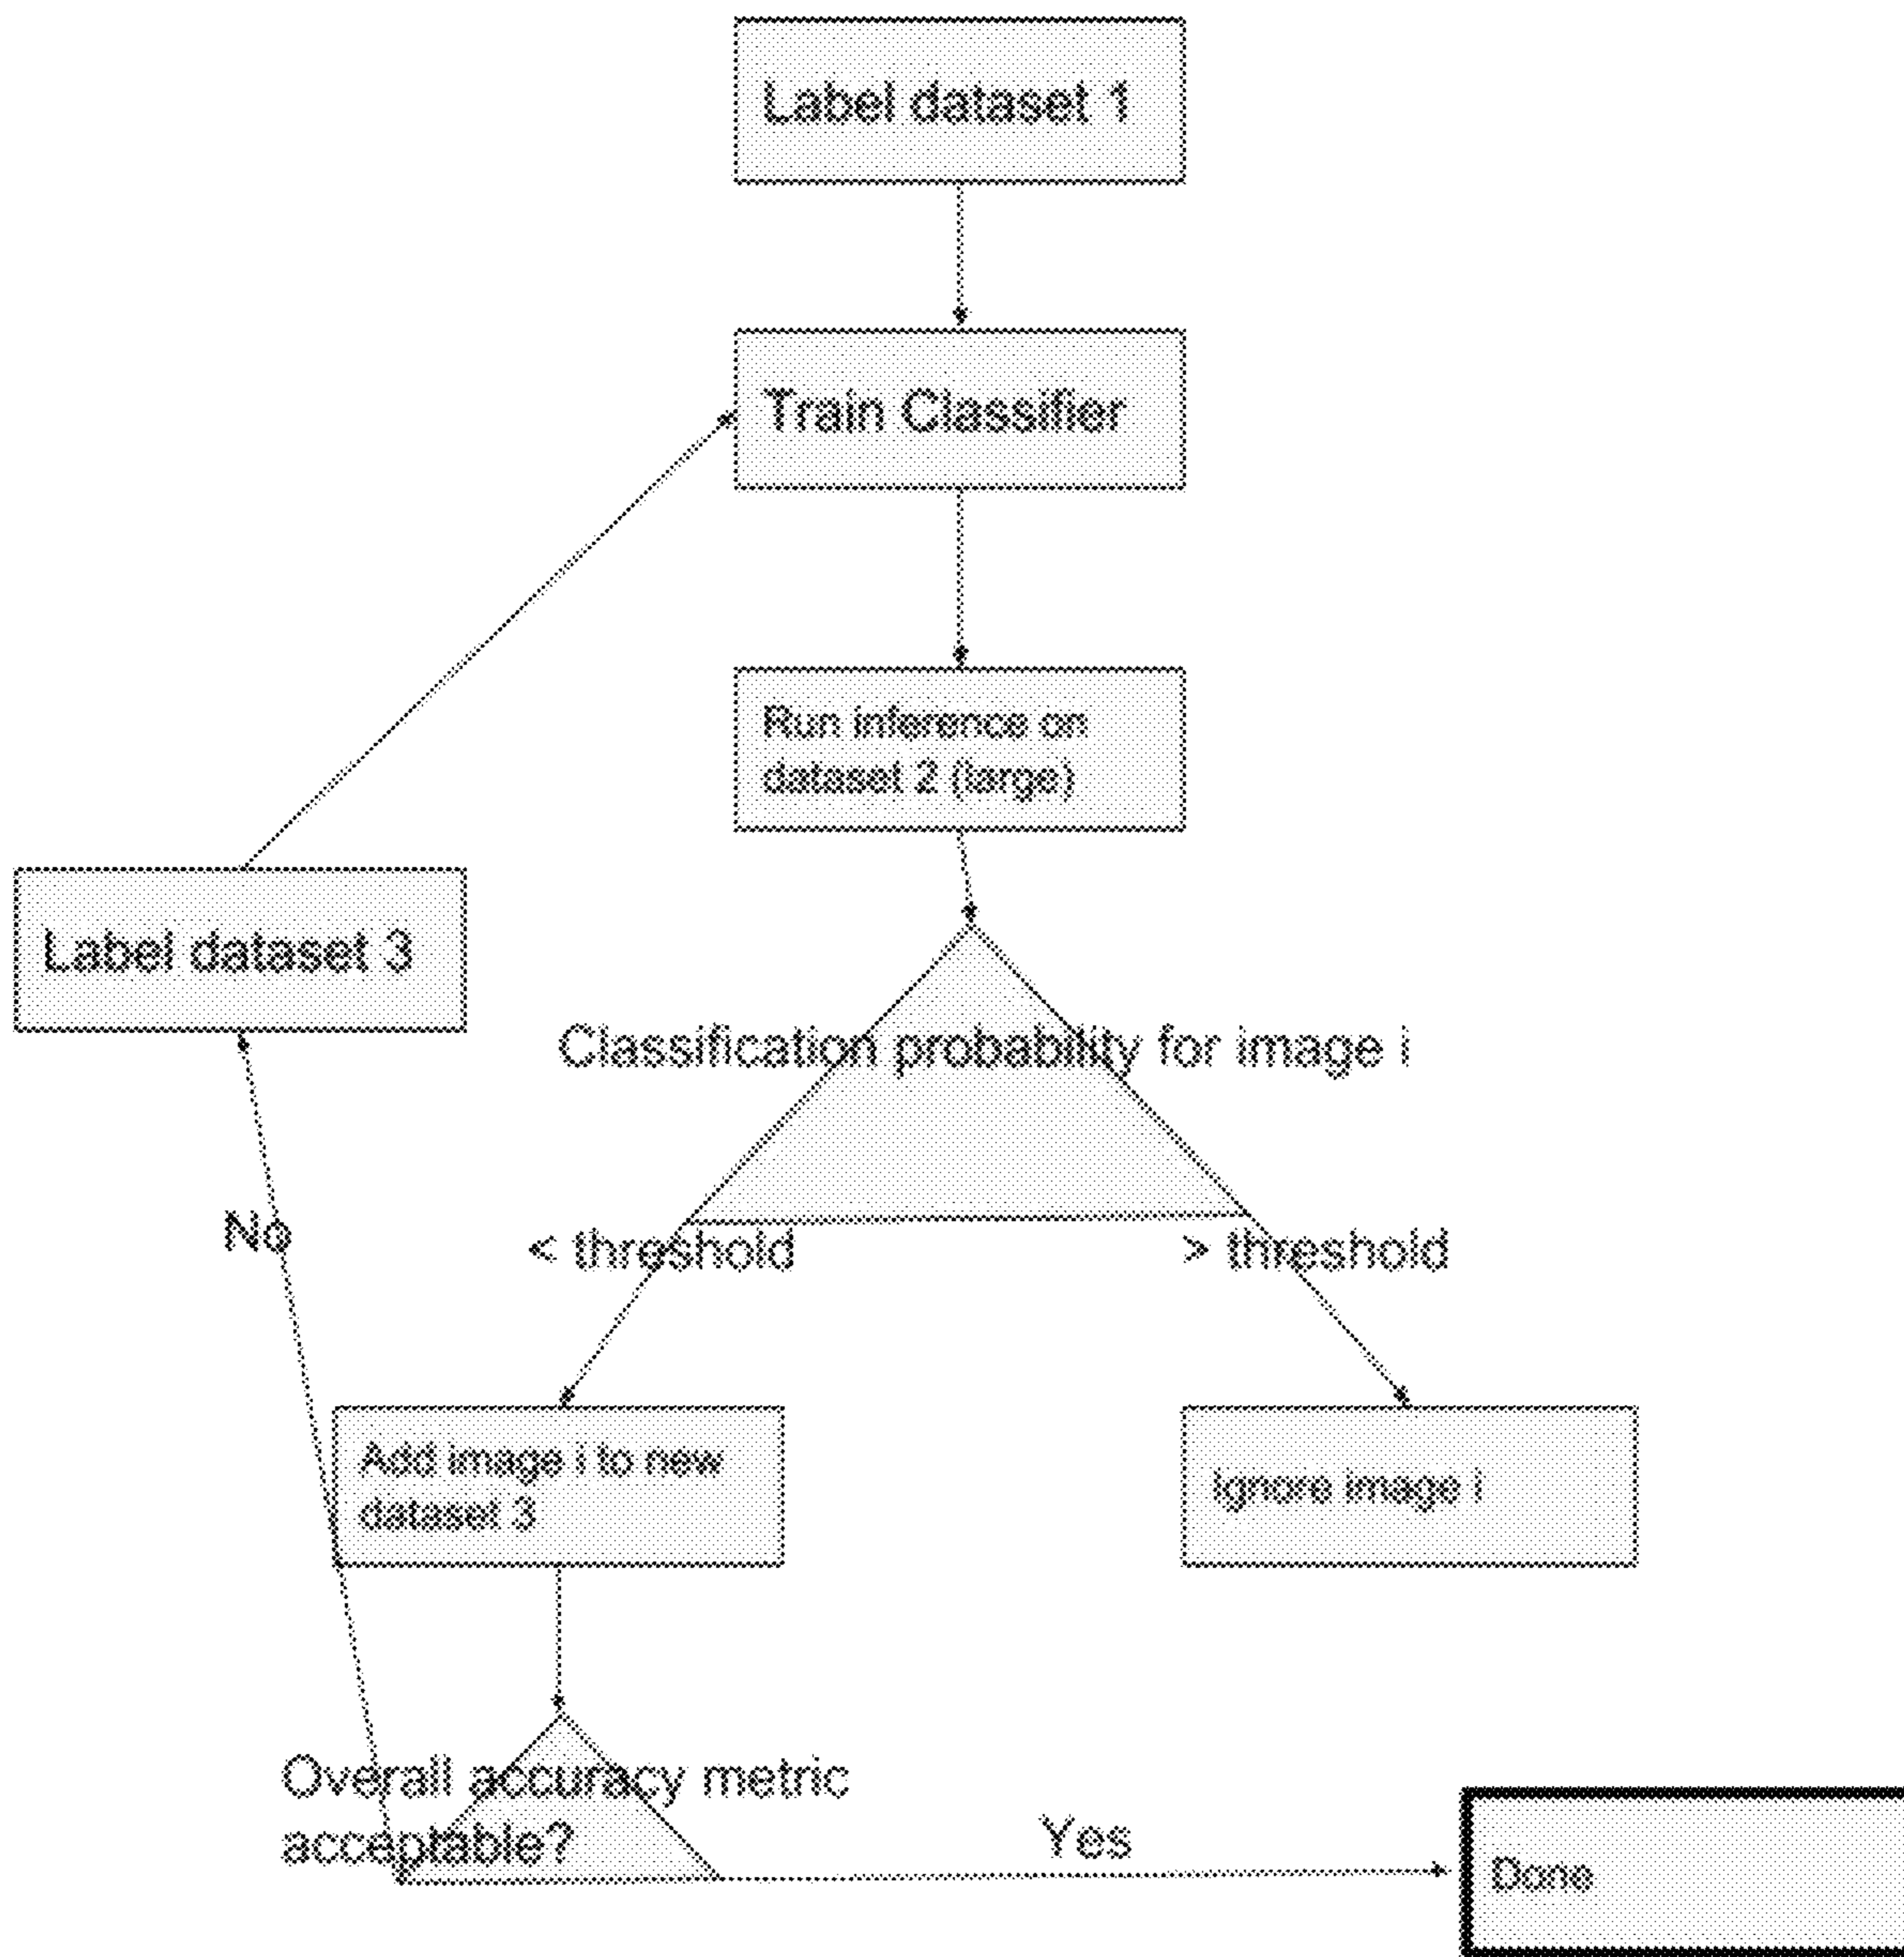 Label dataset 1
Train Classifier
Run inference on
dataset 2 (large)
Label dataset 3
Classification probability for image i
No
< threshold
> threshold
Add image i to new
dataset 3
ignore image i
Overall accuracy metric
acceptable?
Yes
Done